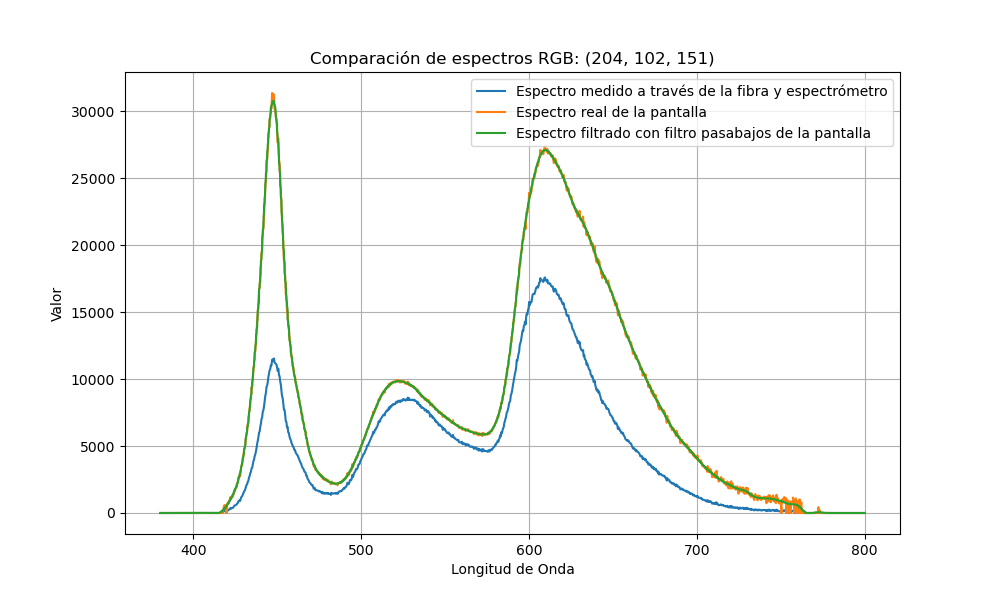 Comparación de espectros RGB: (204, 102, 151)
Espectro medido a través de la fibra y espectrómetro
Espectro real de la pantalla
Espectro filtrado con filtro pasabajos de la pantalla
Valor
30000
25000
20000
15000
10000
5000
0
400 500 600 700 800
Longitud de Onda